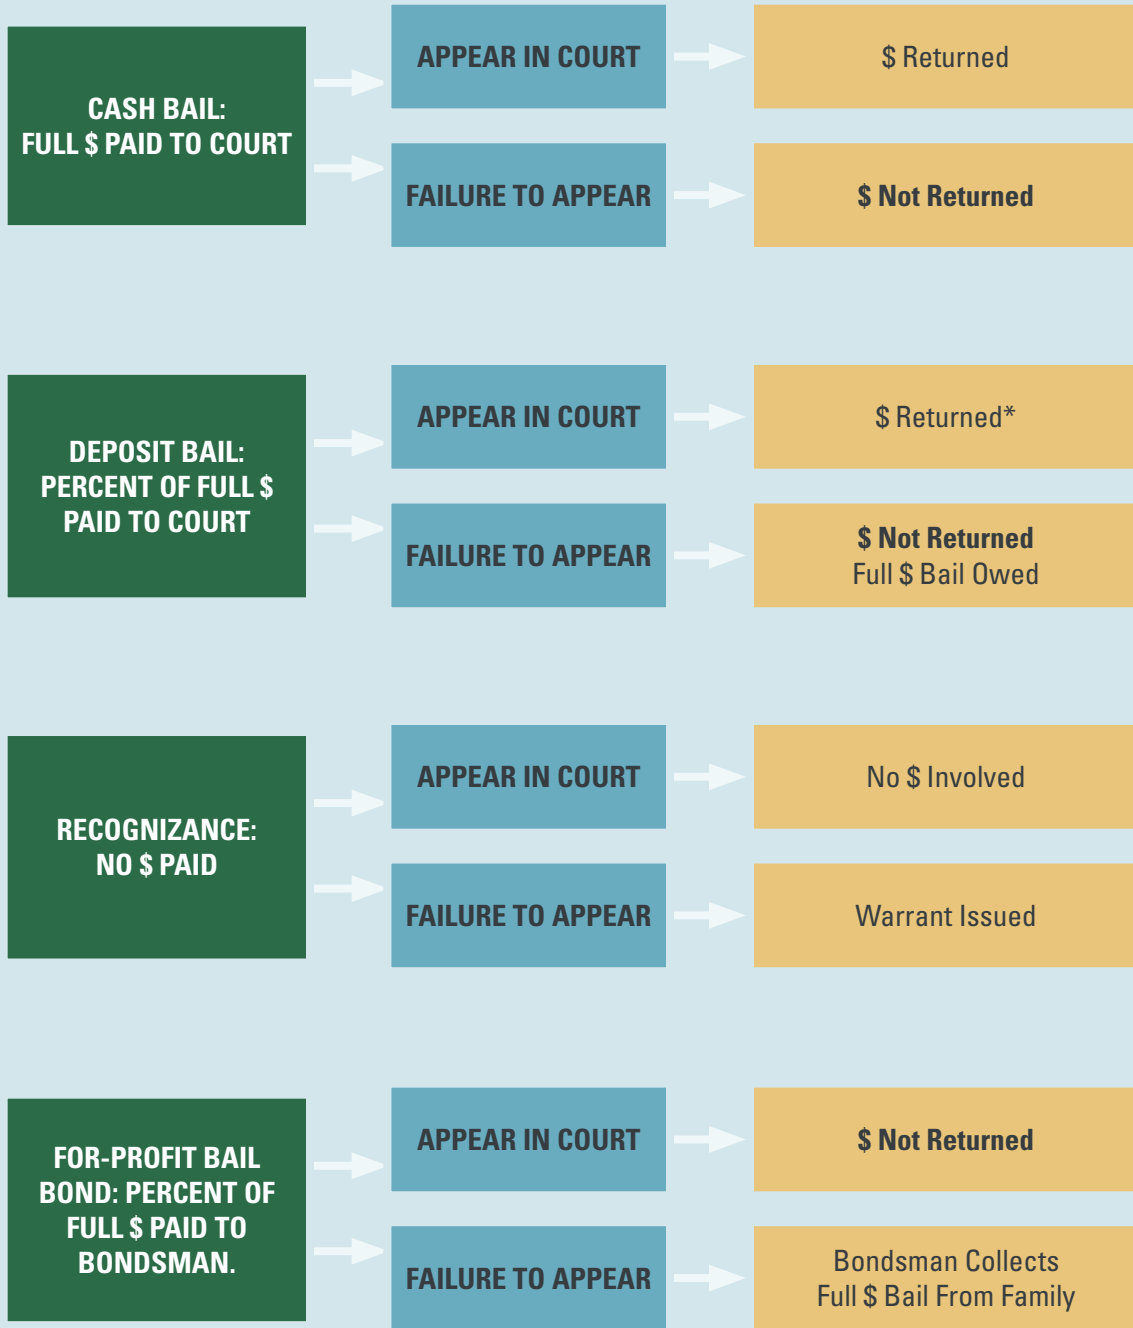 CASH BAIL:
FULL $ PAID TO COURT
APPEAR IN COURT
$ Returned
FAILURE TO APPEAR
$ Not Returned
DEPOSIT BAIL:
PERCENT OF FULL $
PAID TO COURT
APPEAR IN COURT
$ Returned*
FAILURE TO APPEAR
$ Not Returned
Full $ Bail Owed
RECOGNIZANCE:
NO $ PAID
APPEAR IN COURT
No $ Involved
FAILURE TO APPEAR
Warrant Issued
FOR-PROFIT BAIL
BOND: PERCENT OF
FULL $ PAID TO
BONDSMAN.
APPEAR IN COURT
$ Not Returned
FAILURE TO APPEAR
Bondsman Collects
Full $ Bail From Family